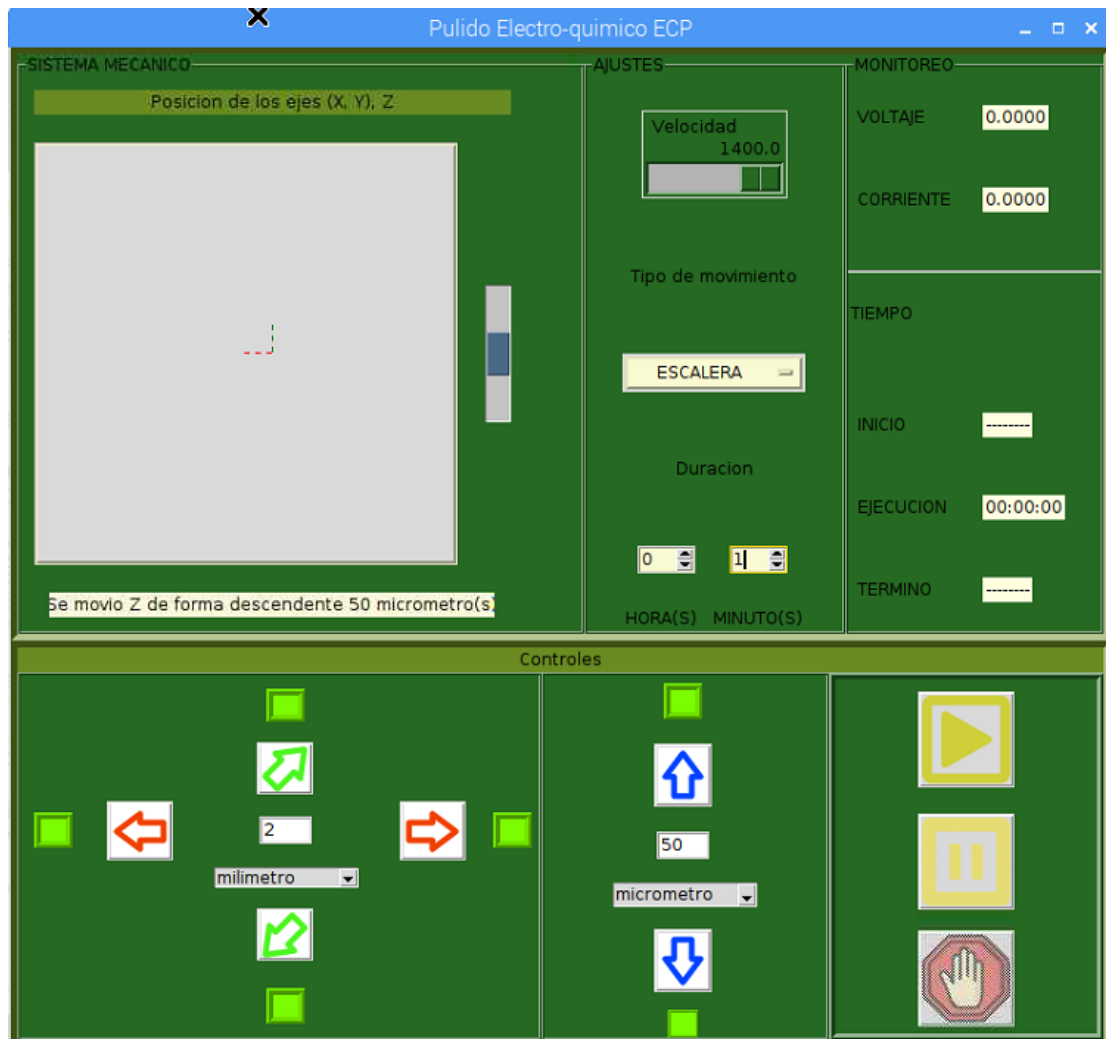 Pulido Electro-quimico ECP
SISTEMA MECANICO
Posicion de los ejes (X, Y), Z
Se movio Z de forma descendente 50 micrometro(s)
AJUSTES
Velocidad
1400.0
Tipo de movimiento
ESCALERA
Duracion
0 1
HORA(S) MINUTO(S)
MONITOREO
VOLTAJE 0.0000
CORRIENTE 0.0000
TIEMPO
INICIO --------
EJECUCION 00:00:00
TERMINO --------
Controles
2
milimetro
50
micrometro